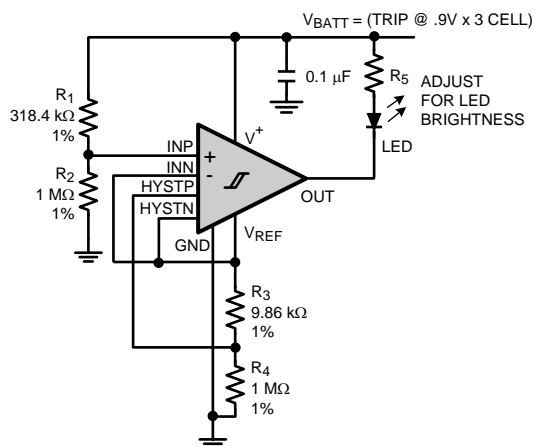 VBATT = (TRIP @ .9V x 3 CELL)
R1
318.4 kΩ
1%
0.1 µF
R5
ADJUST
FOR LED
BRIGHTNESS
LED
V+
INP
+
INN
-
R2
1 MΩ
1%
HYSTP
HYSTN
OUT
GND
VREF
R3
9.86 kΩ
1%
R4
1 MΩ
1%